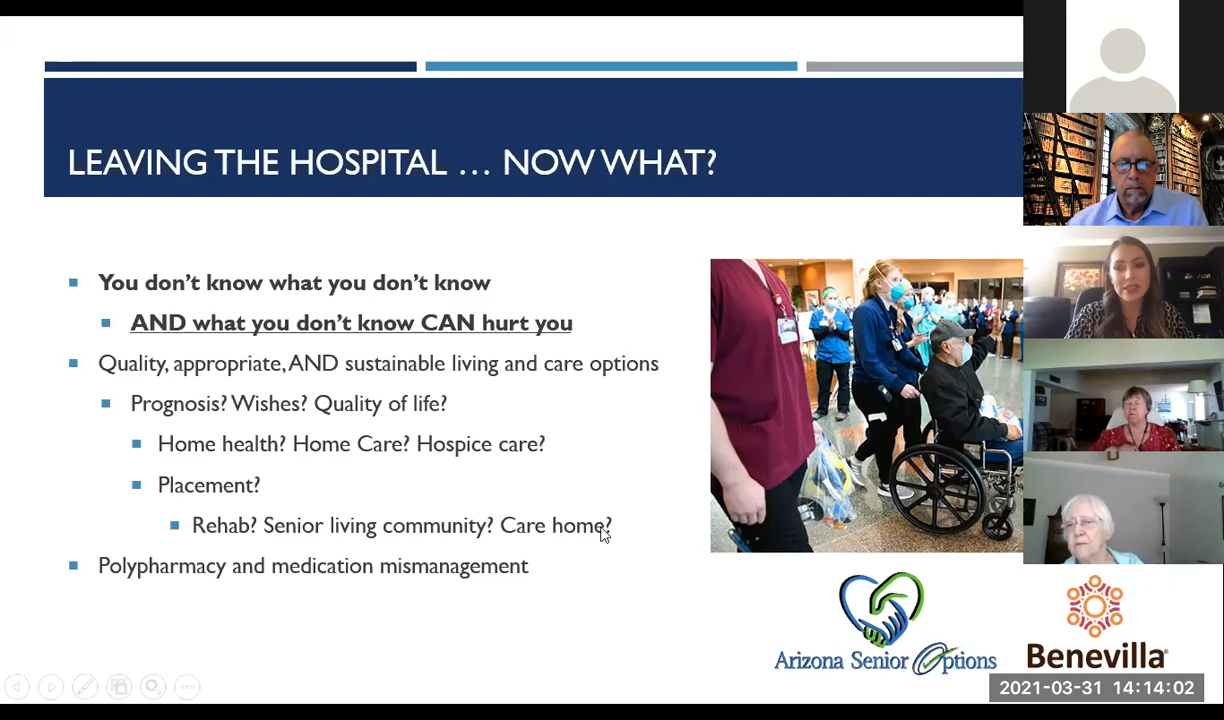 LEAVING THE HOSPITAL … NOW WHAT?
You don't know what you don't know
AND what you don't know CAN hurt you
Quality, appropriate, AND sustainable living and care options
Prognosis? Wishes? Quality of life?
Home health? Home Care? Hospice care?
Placement?
Rehab? Senior living community? Care home?
Polypharmacy and medication mismanagement
Arizona Senior Options
Benevilla
2021-03-31 14:14:02